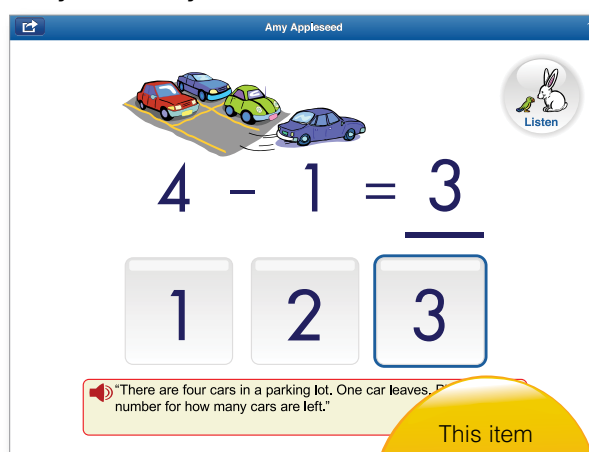 Amy Appleseed
Listen
4 – 1 = 3
1 2 3
“There are four cars in a parking lot. One car leaves.
number for how many cars are left.”
This item